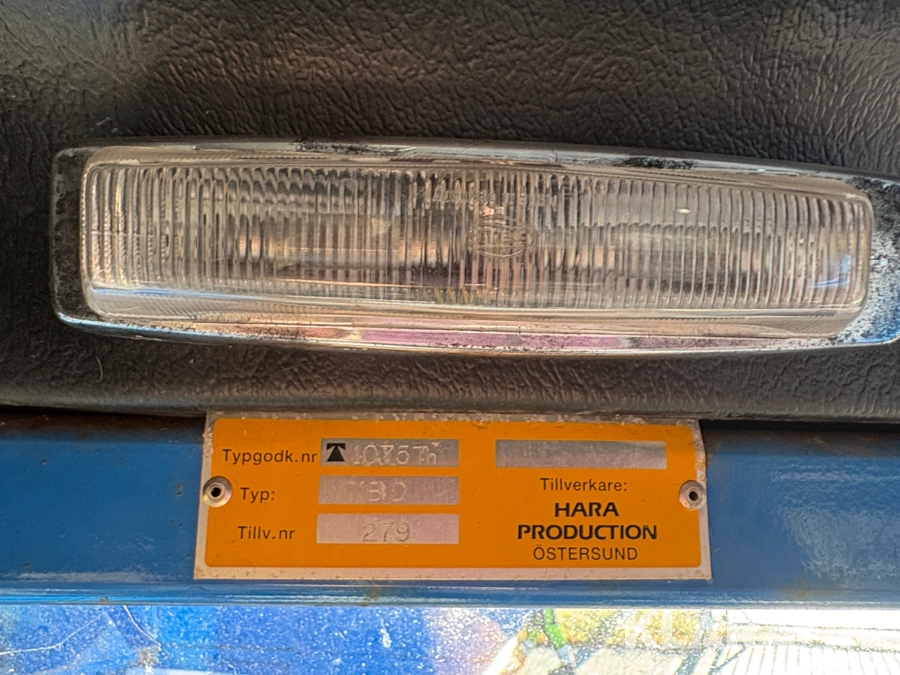 Typgodk.nr
Typ:
Tillv.nr 279
Tillverkare:
HARA
PRODUCTION
ÖSTERSUND